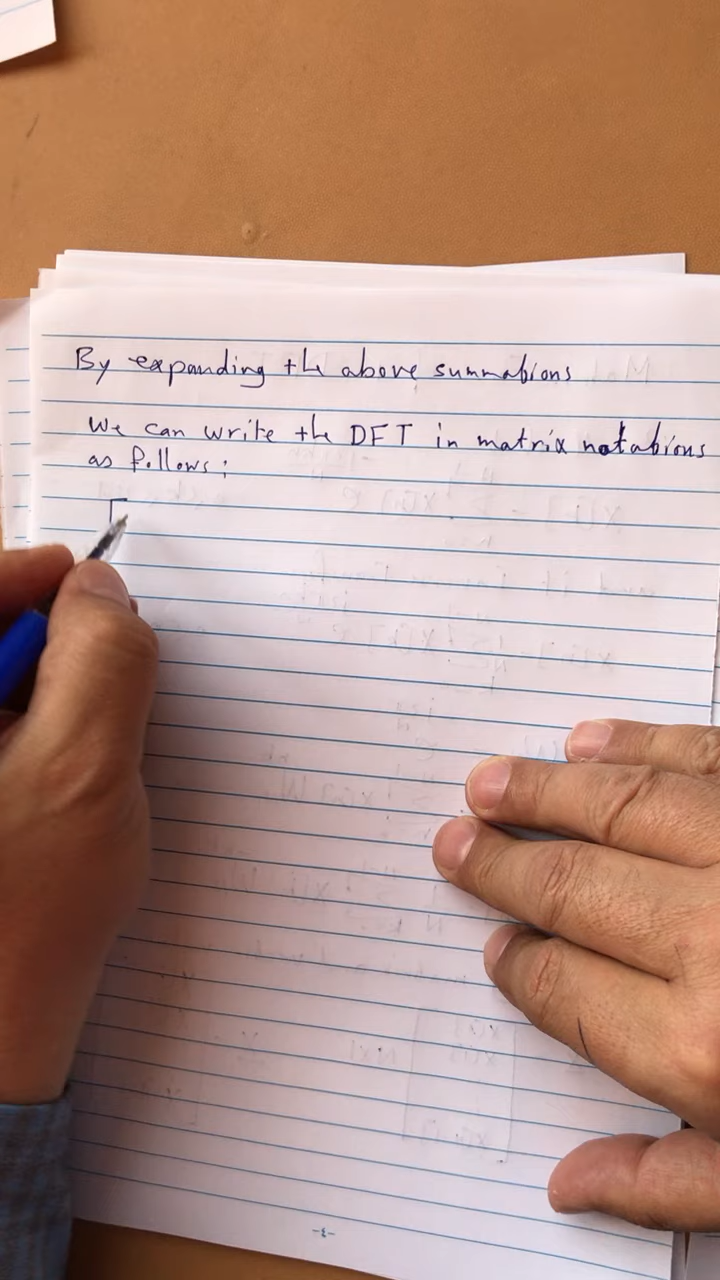 By expanding the above summations
We can write the DFT in matrix notations
as follows: